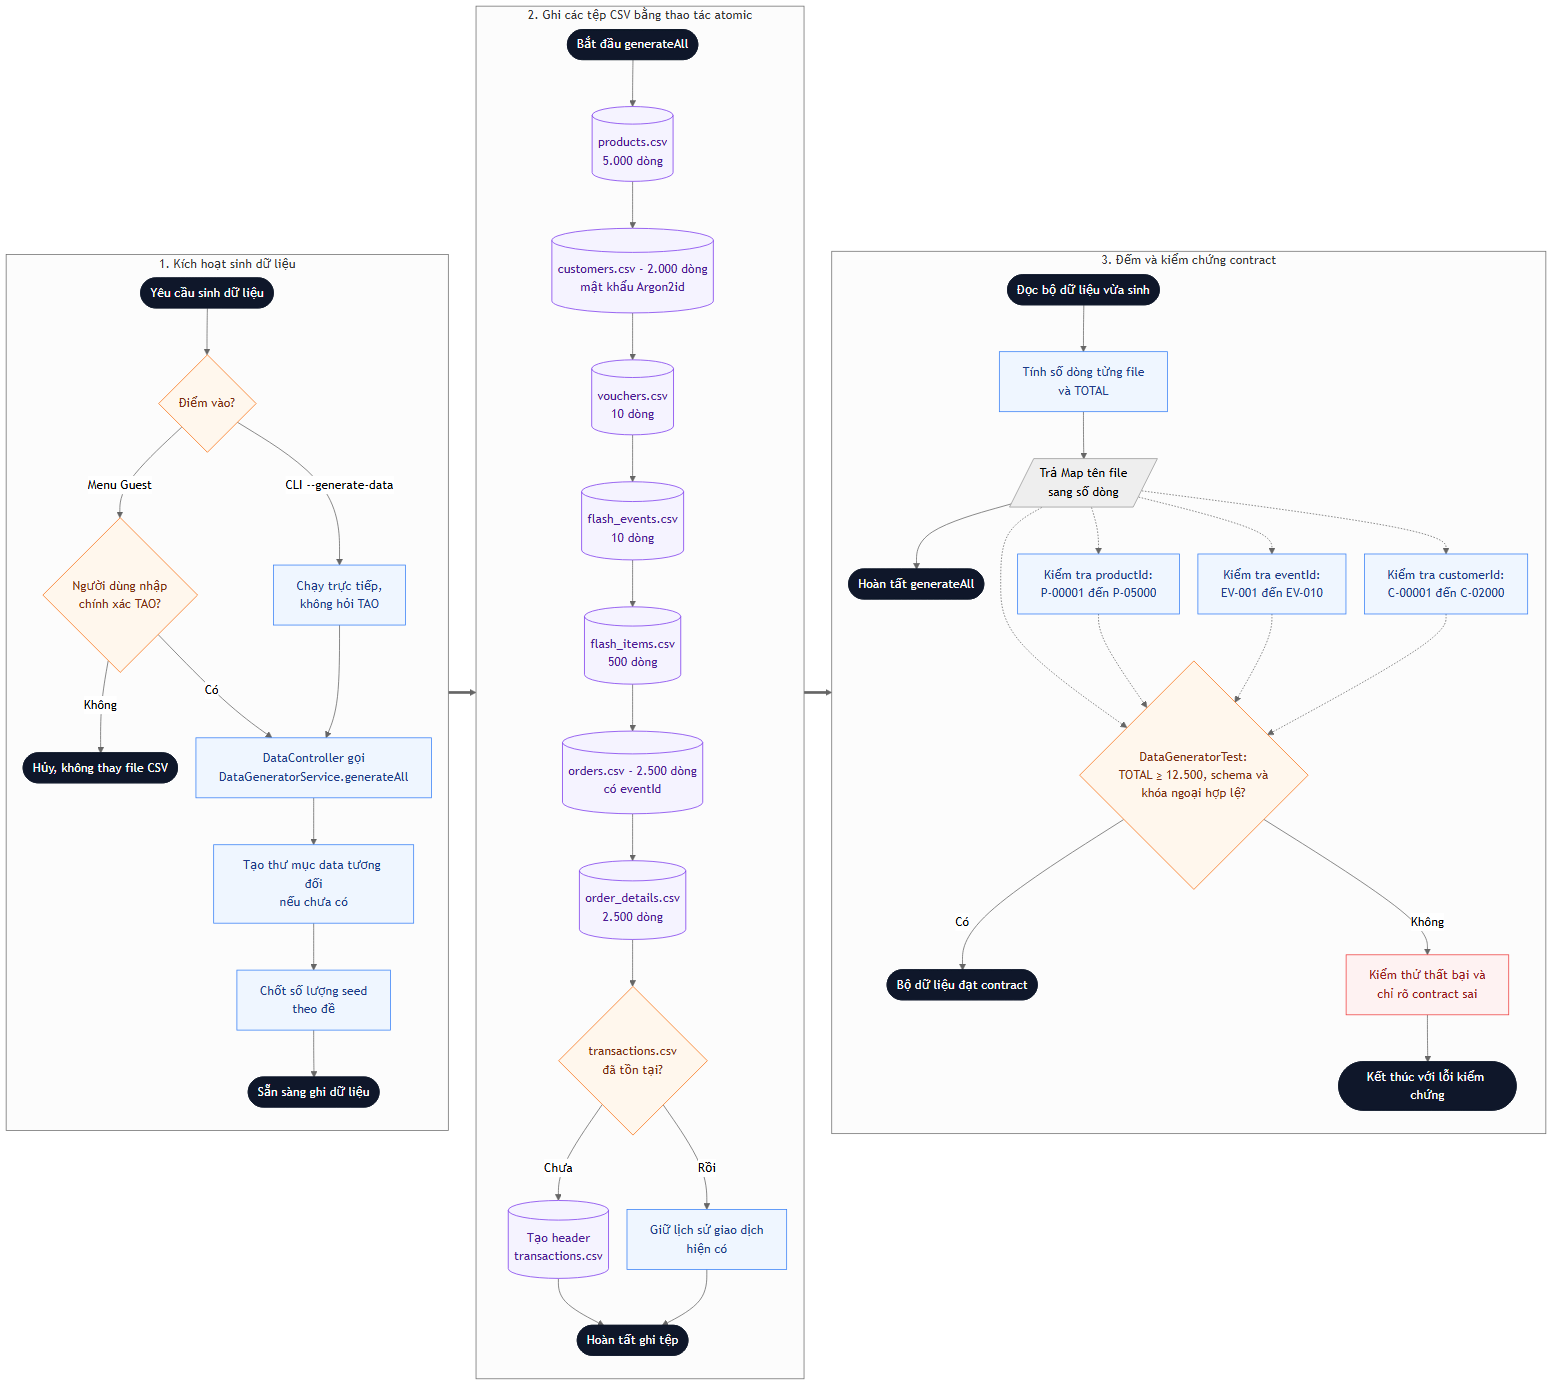 1. Kích hoạt sinh dữ liệu
Yêu cầu sinh dữ liệu
Điểm vào?
Menu Guest
CLI --generate-data
Người dùng nhập
chính xác TAO?
Chạy trực tiếp,
không hỏi TAO
Không
Có
Hủy, không thay file CSV
DataController gọi
DataGeneratorService.generateAll
Tạo thư mục data tương
đối
nếu chưa có
Chốt số lượng seed
theo đề
Sẵn sàng ghi dữ liệu
2. Ghi các tệp CSV bằng thao tác atomic
Bắt đầu generateAll
products.csv
5.000 dòng
customers.csv - 2.000 dòng
mật khẩu Argon2id
vouchers.csv
10 dòng
flash_events.csv
10 dòng
flash_items.csv
500 dòng
orders.csv - 2.500 dòng
có eventId
order_details.csv
2.500 dòng
transactions.csv
đã tồn tại?
Chưa
Rồi
Tạo header
transactions.csv
Giữ lịch sử giao dịch
hiện có
Hoàn tất ghi tệp
3. Đếm và kiểm chứng contract
Đọc bộ dữ liệu vừa sinh
Tính số dòng từng file
và TOTAL
Trả Map tên file
sang số dòng
Hoàn tất generateAll
Kiểm tra productId:
P-00001 đến P-05000
Kiểm tra eventId:
EV-001 đến EV-010
Kiểm tra customerId:
C-00001 đến C-02000
DataGeneratorTest:
TOTAL ≥ 12.500, schema và
khóa ngoại hợp lệ?
Có
Không
Bộ dữ liệu đạt contract
Kiểm thử thất bại và
chỉ rõ contract sai
Kết thúc với lỗi kiểm
chứng